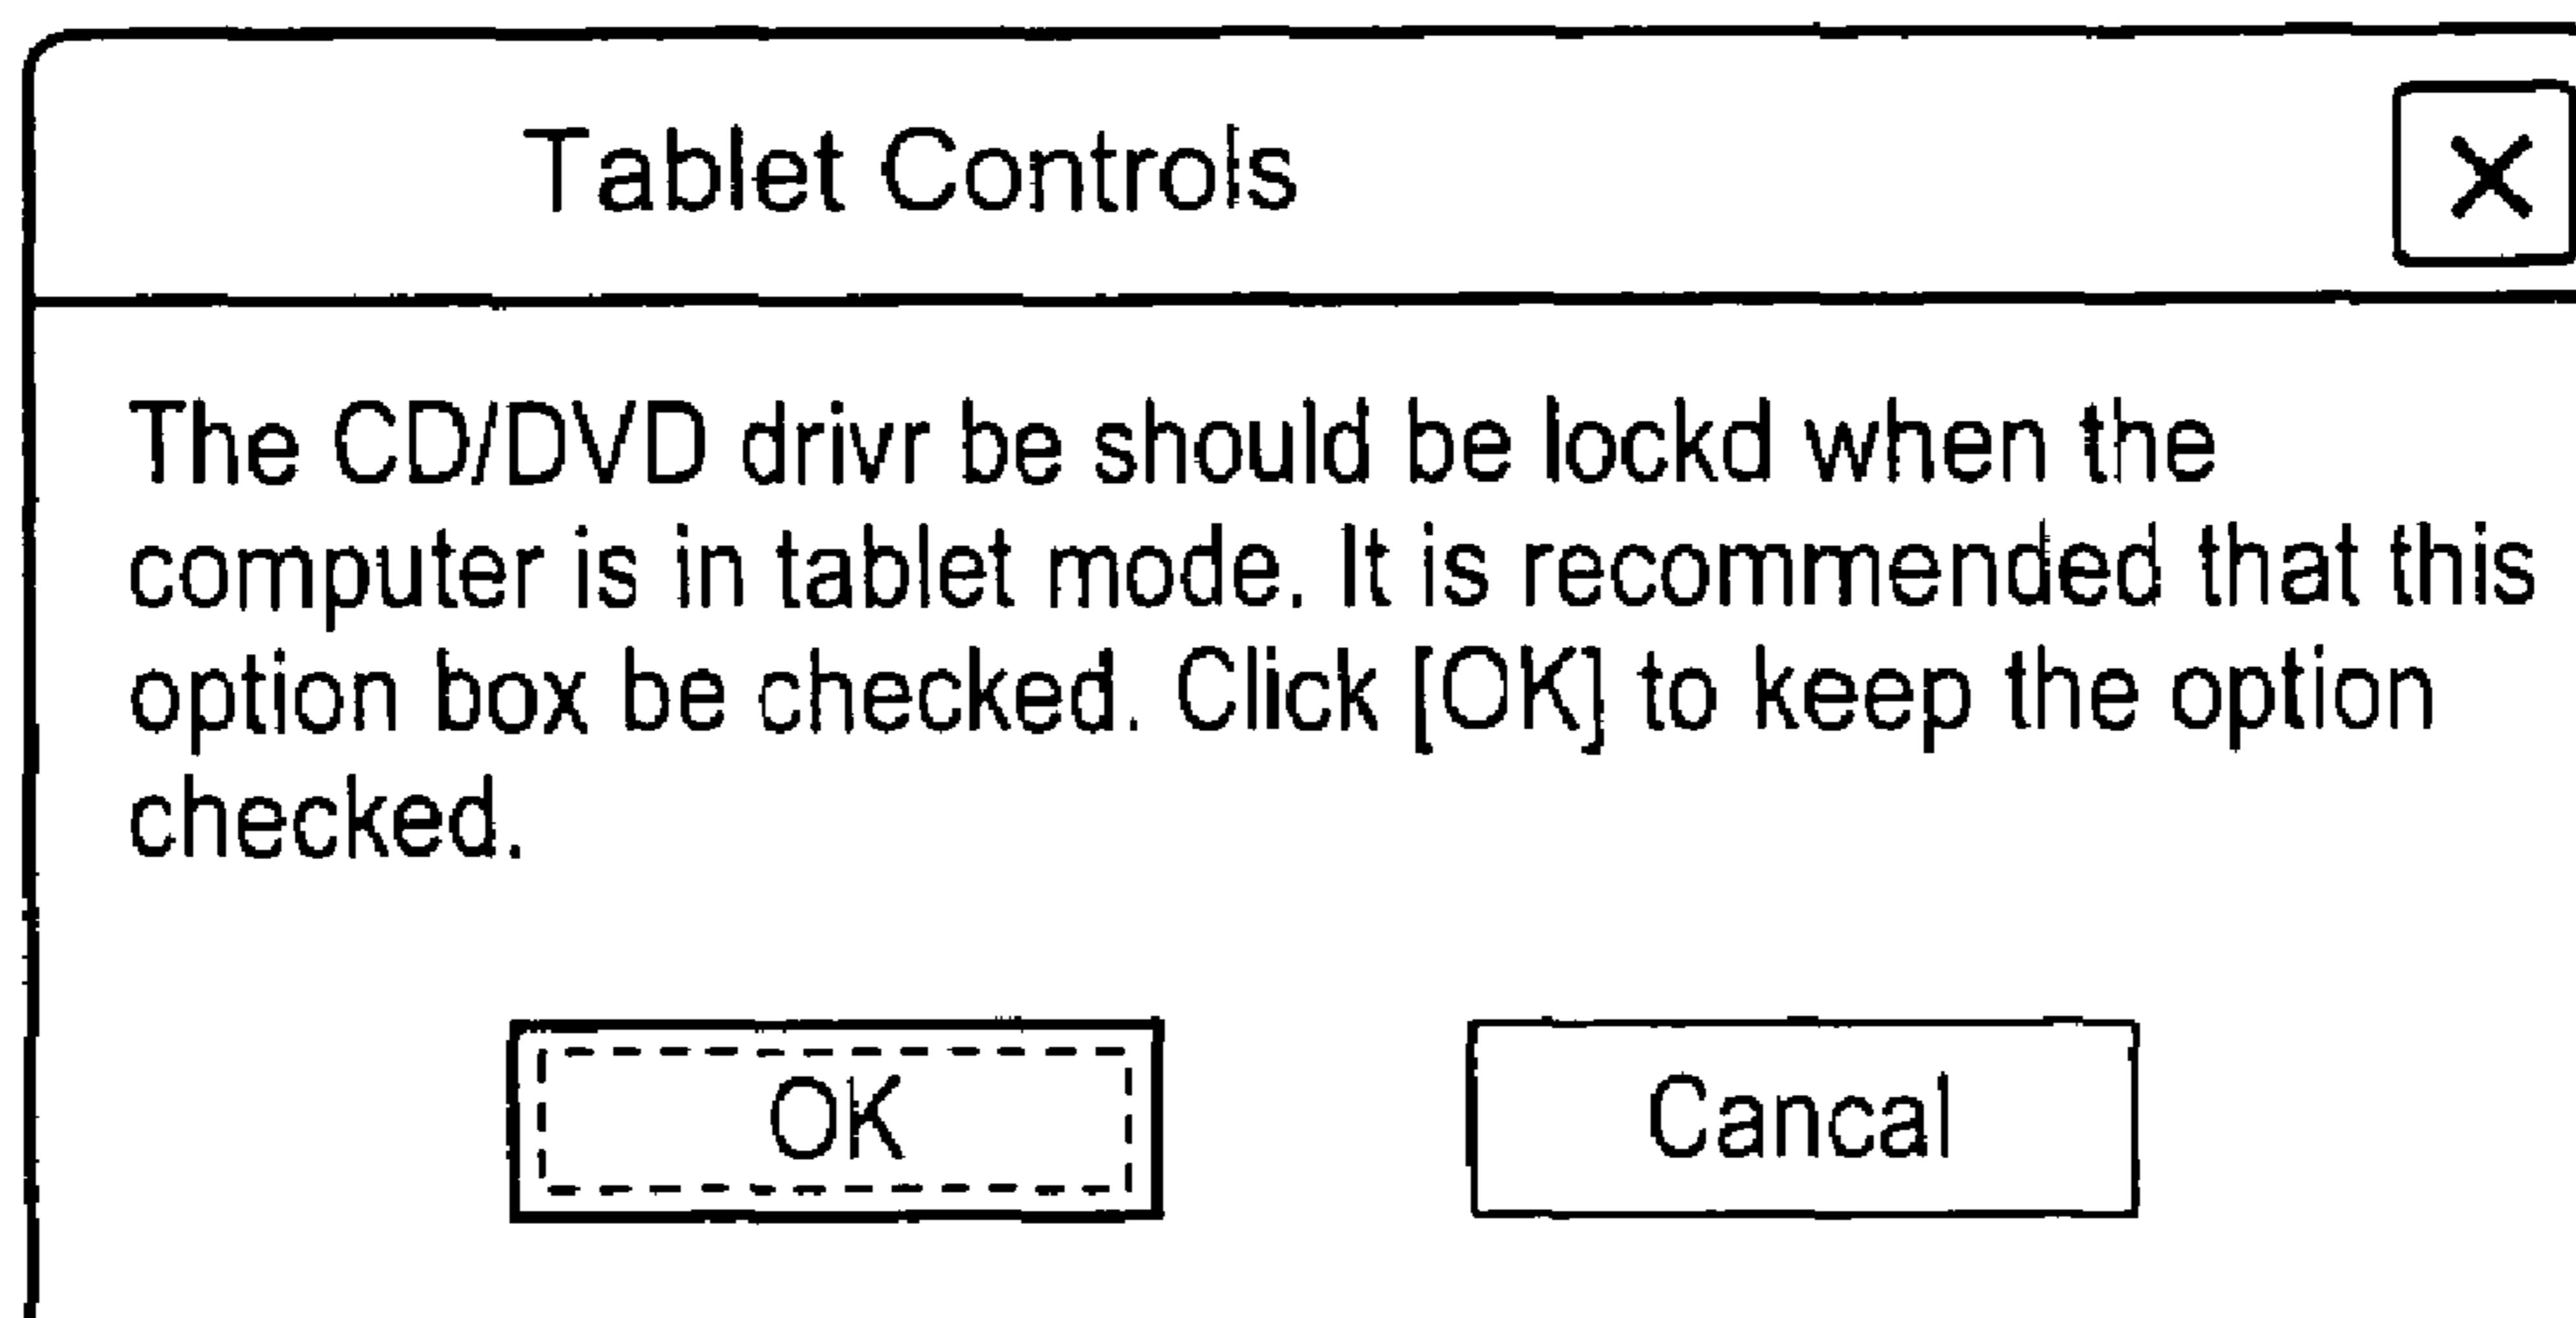 Tablet Controls
The CD/DVD drivr be should be lockd when the
computer is in tablet mode. It is recommended that this
option box be checked. Click [OK] to keep the option
checked.
OK
Cancal